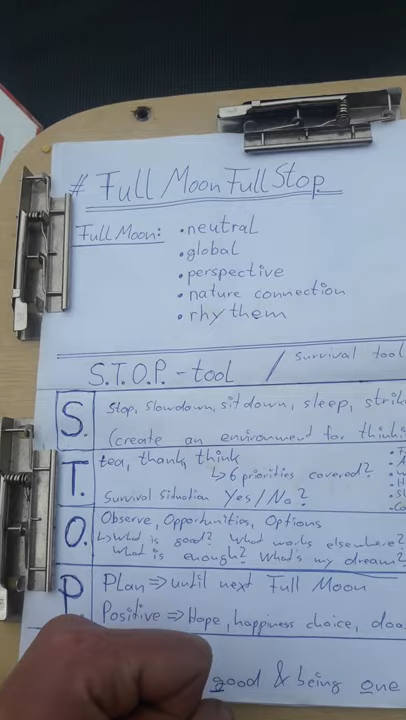 # Full Moon Full Stop
Full Moon:
• neutral
• global
• perspective
• nature connection
• rhythem
S.T.O.P. - tool / survival tool
S. Stop, Slowdown, sit down, sleep, strik
(create an environment for think
T. tea, thank, think
↳ 6 priorities covered?
Survival Situation Yes/No?
O. Observe, Opportunities, Options
↳ What is good? What works elsewhere?
What is enough? What's my dream?
P Plan ⇒ until next Full Moon
Positive ⇒ Hope, happiness choice,
good & being one